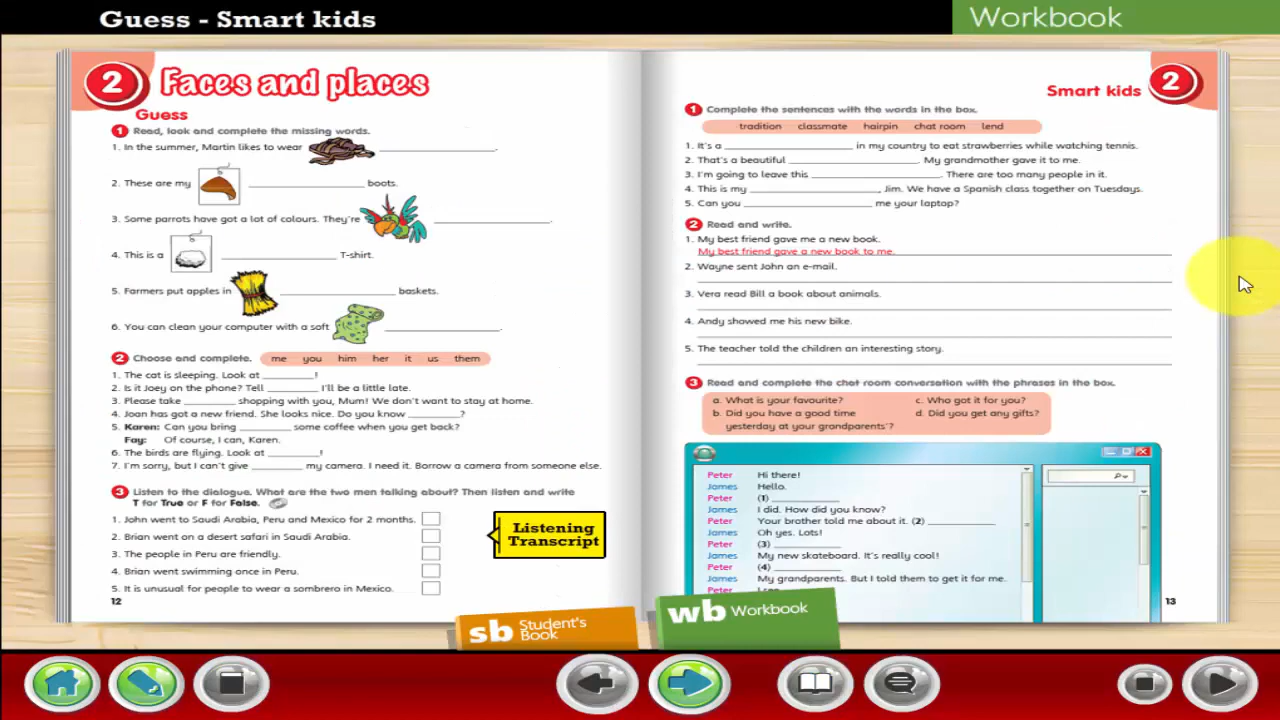 Guess - Smart kids
Workbook
2 Faces and places
Guess
1 Read, look and complete the missing words.
1. In the summer, Martin likes to wear ____________.
2. These are my ____________ boots.
3. Some parrots have got a lot of colours. They're ____________.
4. This is a ____________ T-shirt.
5. Farmers put apples in ____________ baskets.
6. You can clean your computer with a soft ____________.
2 Choose and complete. me you him her it us them
1. The cat is sleeping. Look at ________!
2. Is it Joey on the phone? Tell ________ I'll be a little late.
3. Please take ________ shopping with you, Mum! We don't want to stay at home.
4. Joan has got a new friend. She looks nice. Do you know ________?
5. Karen: Can you bring ________ some coffee when you get back?
Fay: Of course, I can, Karen.
6. The birds are flying. Look at ________!
7. I'm sorry, but I can't give ________ my camera. I need it. Borrow a camera from someone else.
3 Listen to the dialogue. What are the two men talking about? Then listen and write
T for True or F for False.
1. John went to Saudi Arabia, Peru and Mexico for 2 months.
2. Brian went on a desert safari in Saudi Arabia.
3. The people in Peru are friendly.
4. Brian went swimming once in Peru.
5. It is unusual for people to wear a sombrero in Mexico.
Listening
Transcript
12
Smart kids 2
1 Complete the sentences with the words in the box.
tradition classmate hairpin chat room lend
1. It's a ____________ in my country to eat strawberries while watching tennis.
2. That's a beautiful ____________. My grandmother gave it to me.
3. I'm going to leave this ____________. There are too many people in it.
4. This is my ____________, Jim. We have a Spanish class together on Tuesdays.
5. Can you ____________ me your laptop?
2 Read and write.
1. My best friend gave me a new book.
My best friend gave a new book to me.
2. Wayne sent John an e-mail.
3. Vera read Bill a book about animals.
4. Andy showed me his new bike.
5. The teacher told the children an interesting story.
3 Read and complete the chat room conversation with the phrases in the box.
a. What is your favourite?
b. Did you have a good time
yesterday at your grandparents'?
c. Who got it for you?
d. Did you get any gifts?
Peter Hi there!
James Hello.
Peter (1) ____________
James I did. How did you know?
Peter Your brother told me about it. (2) ____________
James Oh yes. Lots!
Peter (3) ____________
James My new skateboard. It's really cool!
Peter (4) ____________
James My grandparents. But I told them to get it for me.
13
sb Student's
Book
wb Workbook